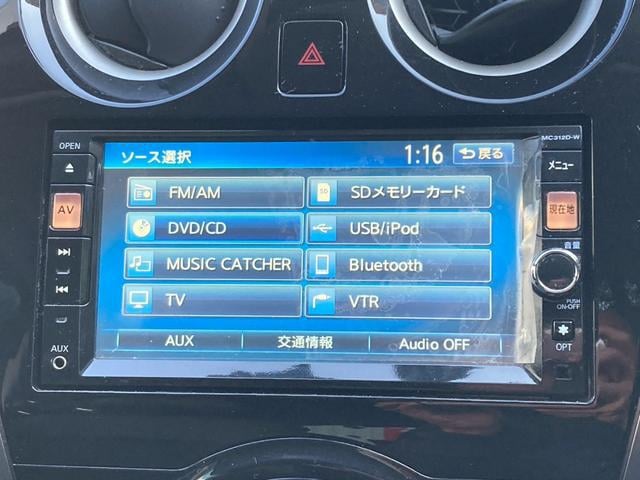 OPEN
MC312D-W
ソース選択
1:16
戻る
メニュー
FM/AM
SD
SDメモリーカード
AV
現在地
DVD/CD
USB/iPod
音量
MUSIC CATCHER
Bluetooth
TV
VTR
PUSH
ON-OFF
AUX
AUX
交通情報
Audio OFF
OPT